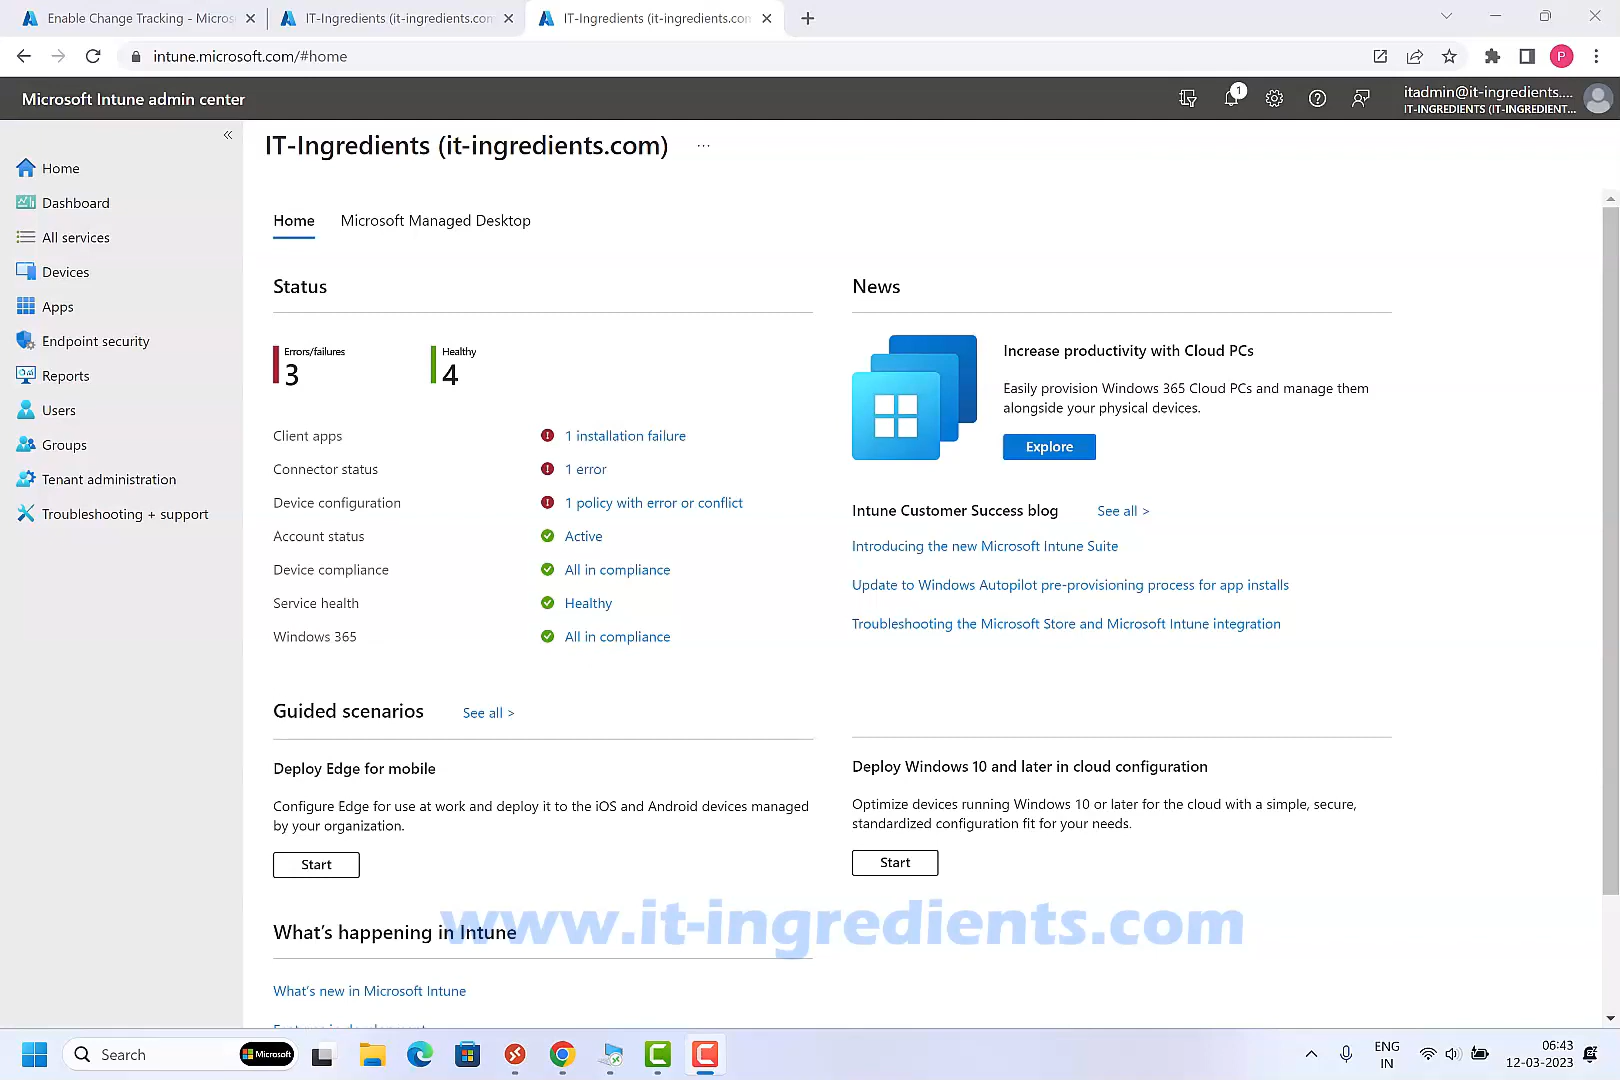 Enable Change Tracking - Micros
IT-Ingredients (it-ingredients.com
IT-Ingredients (it-ingredients.com
intune.microsoft.com/#home
P
Microsoft Intune admin center
1
itadmin@it-ingredients....
IT-INGREDIENTS (IT-INGREDIENT...
Home
Dashboard
All services
Devices
Apps
Endpoint security
Reports
Users
Groups
Tenant administration
Troubleshooting + support
IT-Ingredients (it-ingredients.com) ...
Home
Microsoft Managed Desktop
Status
Errors/failures
3
Healthy
4
Client apps 1 installation failure
Connector status 1 error
Device configuration 1 policy with error or conflict
Account status Active
Device compliance All in compliance
Service health Healthy
Windows 365 All in compliance
News
Increase productivity with Cloud PCs
Easily provision Windows 365 Cloud PCs and manage them
alongside your physical devices.
Explore
Intune Customer Success blog See all >
Introducing the new Microsoft Intune Suite
Update to Windows Autopilot pre-provisioning process for app installs
Troubleshooting the Microsoft Store and Microsoft Intune integration
Guided scenarios See all >
Deploy Edge for mobile
Configure Edge for use at work and deploy it to the iOS and Android devices managed
by your organization.
Start
Deploy Windows 10 and later in cloud configuration
Optimize devices running Windows 10 or later for the cloud with a simple, secure,
standardized configuration fit for your needs.
Start
What's happening in Intune
www.it-ingredients.com
What's new in Microsoft Intune
Search
Microsoft
ENG
IN
06:43
12-03-2023